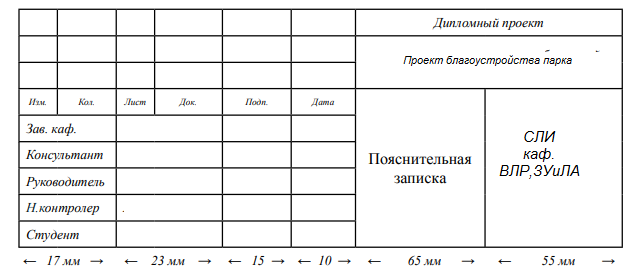 Дипломный проект
Проект благоустройства парка
Изм. Кол. Лист Док. Подп. Дата
Зав. каф.
Консультант
Руководитель
Н.контролер .
Студент
Пояснительная
записка
СЛИ
каф.
ВЛР,ЗУиЛА
← 17 мм → ← 23 мм → ← 15 → ← 10 → ← 65 мм → ← 55 мм →